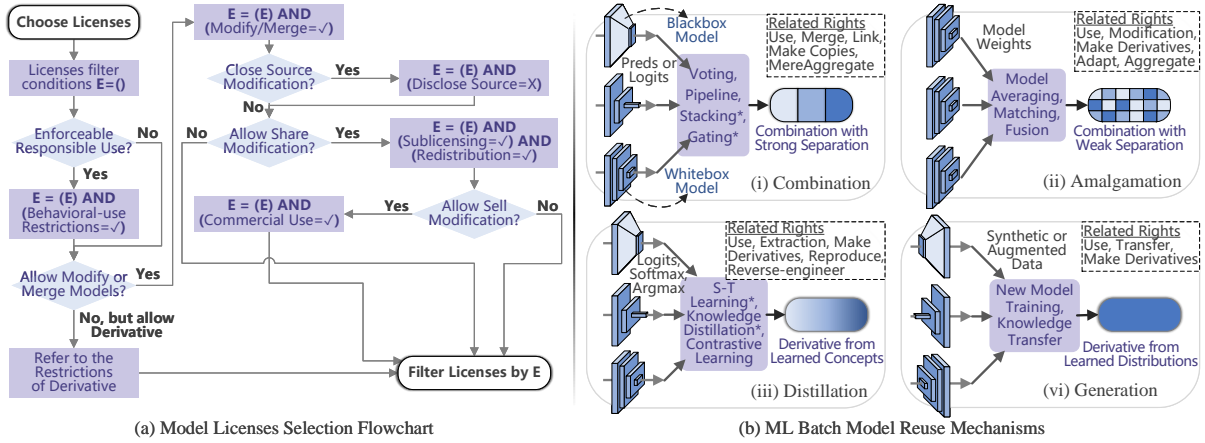 Choose Licenses
Licenses filter
conditions E=()
Enforceable
Responsible Use?
No
Yes
E = (E) AND
(Behavioral-use
Restrictions=✓)
Allow Modify or
Merge Models?
Yes
No, but allow
Derivative
Refer to the
Restrictions
of Derivative
E = (E) AND
(Modify/Merge=✓)
Close Source
Modification?
Yes
E = (E) AND
(Disclose Source=X)
No
No
Allow Share
Modification?
Yes
E = (E) AND
(Sublicensing=✓) AND
(Redistribution=✓)
E = (E) AND
(Commercial Use=✓)
Yes
Allow Sell
Modification?
No
Filter Licenses by E
(a) Model Licenses Selection Flowchart
Blackbox
Model
Preds or
Logits
Voting,
Pipeline,
Stacking*,
Gating*
Whitebox
Model
Related Rights
Use, Merge, Link,
Make Copies,
MereAggregate
Combination with
Strong Separation
(i) Combination
Model
Weights
Model
Averaging,
Matching,
Fusion
Related Rights
Use, Modification,
Make Derivatives,
Adapt, Aggregate
Combination with
Weak Separation
(ii) Amalgamation
Logits,
Softmax,
Argmax
S-T
Learning*,
Knowledge
Distillation*,
Contrastive
Learning
Related Rights
Use, Extraction, Make
Derivatives, Reproduce,
Reverse-engineer
Derivative from
Learned Concepts
(iii) Distillation
Synthetic or
Augmented
Data
New Model
Training,
Knowledge
Transfer
Related Rights
Use, Transfer,
Make Derivatives
Derivative from
Learned Distributions
(vi) Generation
(b) ML Batch Model Reuse Mechanisms